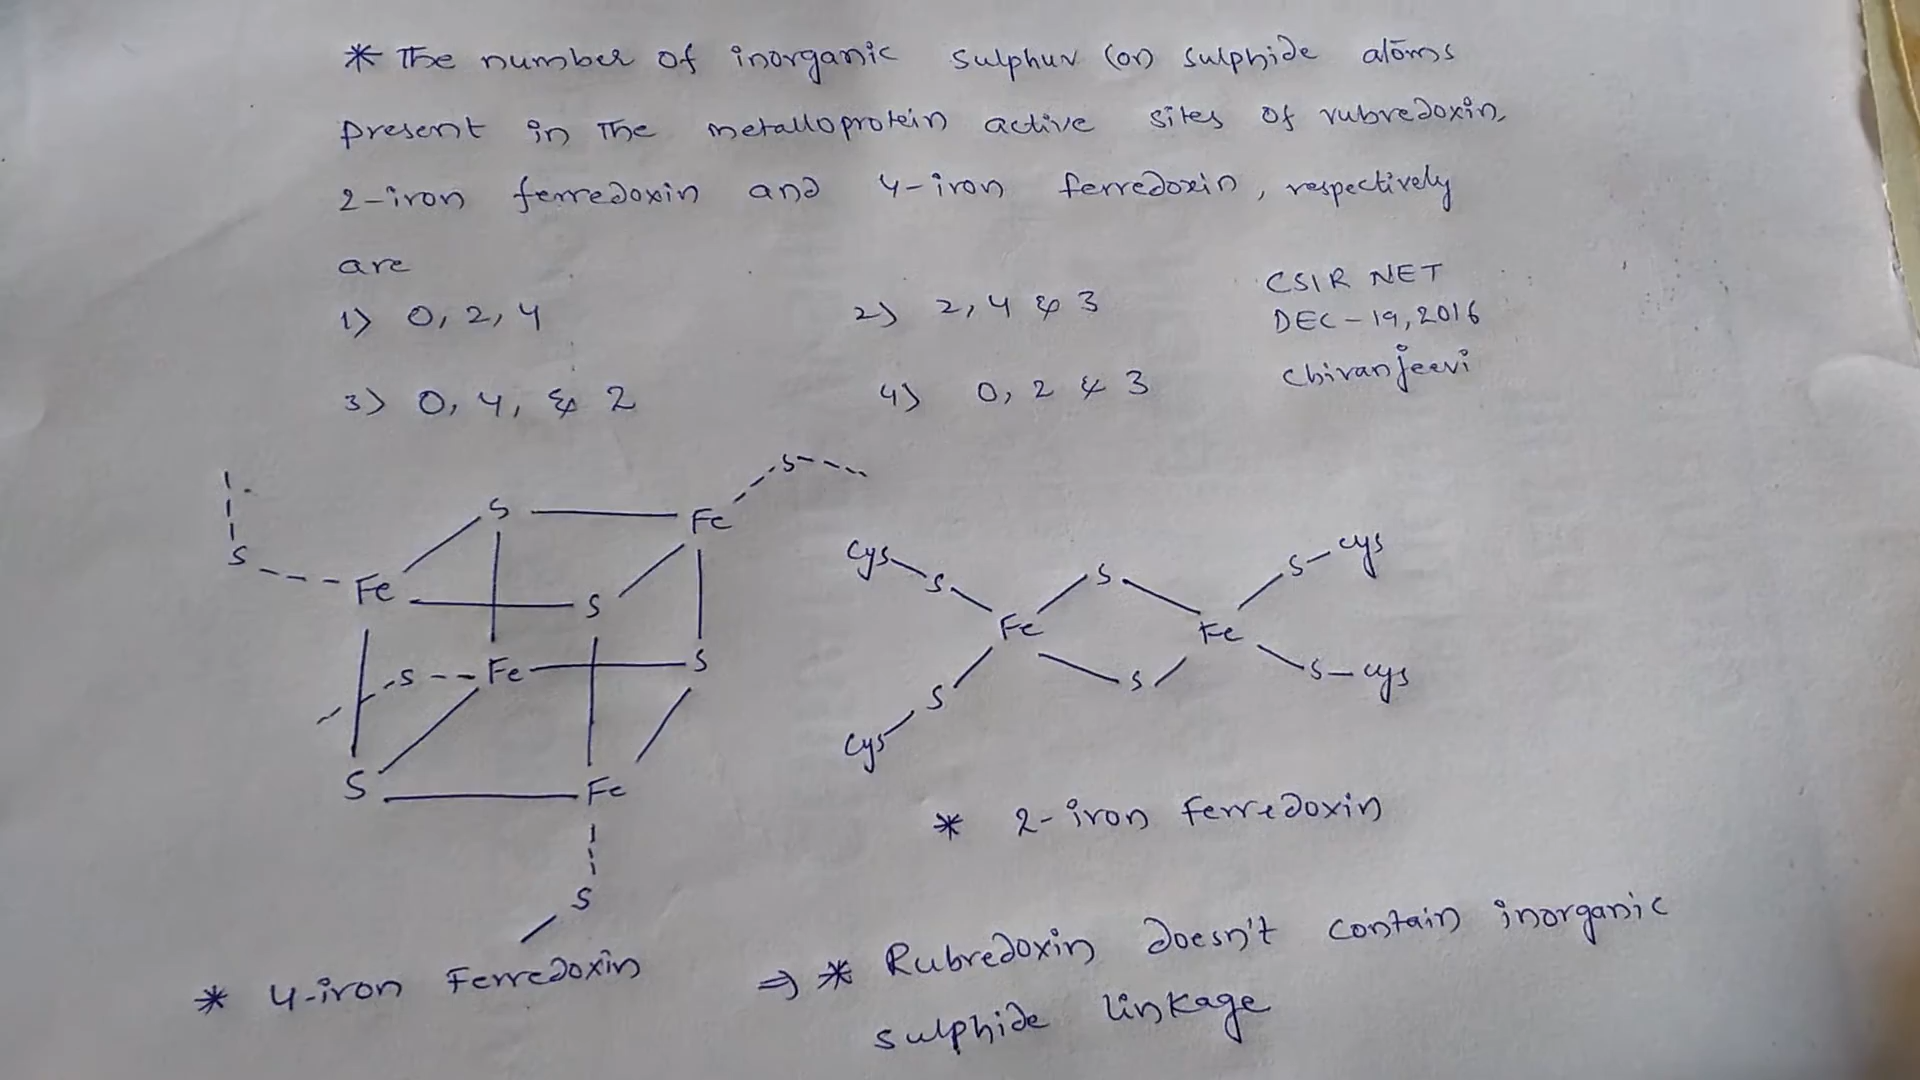 * The number of inorganic sulphur (or) sulphide atoms
present in the metalloprotein active sites of rubredoxin,
2-iron ferredoxin and 4-iron ferredoxin, respectively
are
1) 0, 2, 4
2) 2, 4 & 3
CSIR NET
DEC-19, 2016
Chiranjeevi
3) 0, 4, & 2
4) 0, 2 & 3
S
S Fe
S
Fe S
Cys S Cys
S S
Fe S
Fe Fe
S Fe S
S S S-Cys
Cys
S Fe
* 2-iron ferredoxin
S
* 4-iron Ferredoxin
⇒ * Rubredoxin doesn't contain inorganic
sulphide linkage